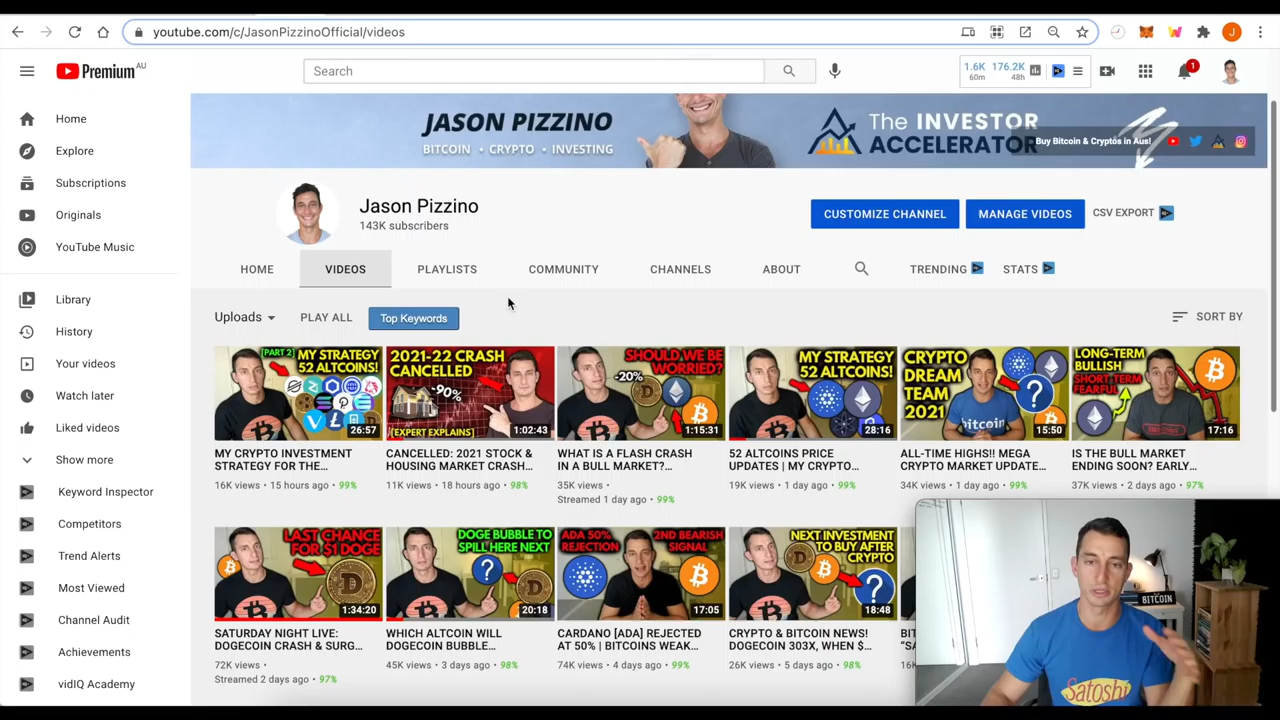 youtube.com/c/JasonPizzinoOfficial/videos
Premium AU
Search
1.6K 176.2K
60m 48h
1
J
JASON PIZZINO
BITCOIN • CRYPTO • INVESTING
The INVESTOR
ACCELERATOR
Buy Bitcoin & Cryptos in Aus!
Home
Explore
Subscriptions
Originals
YouTube Music
Library
History
Your videos
Watch later
Liked videos
Show more
Keyword Inspector
Competitors
Trend Alerts
Most Viewed
Channel Audit
Achievements
vidIQ Academy
Jason Pizzino
143K subscribers
CUSTOMIZE CHANNEL
MANAGE VIDEOS
CSV EXPORT
HOME
VIDEOS
PLAYLISTS
COMMUNITY
CHANNELS
ABOUT
TRENDING
STATS
Uploads
PLAY ALL
Top Keywords
SORT BY
[PART 2]
MY STRATEGY
52 ALTCOINS!
26:57
MY CRYPTO INVESTMENT
STRATEGY FOR THE...
16K views • 15 hours ago • 99%
2021-22 CRASH
CANCELLED
-90%
[EXPERT EXPLAINS]
1:02:43
CANCELLED: 2021 STOCK &
HOUSING MARKET CRASH...
11K views • 18 hours ago • 98%
SHOULD WE BE
WORRIED?
-20%
1:15:31
WHAT IS A FLASH CRASH
IN A BULL MARKET?...
35K views •
Streamed 1 day ago • 99%
MY STRATEGY
52 ALTCOINS!
28:16
52 ALTCOINS PRICE
UPDATES | MY CRYPTO...
19K views • 1 day ago • 99%
CRYPTO
DREAM
TEAM
2021
?
bitcoin
15:50
ALL-TIME HIGHS!! MEGA
CRYPTO MARKET UPDATE...
34K views • 1 day ago • 99%
LONG-TERM
BULLISH
SHORT-TERM
FEARFUL
17:16
IS THE BULL MARKET
ENDING SOON? EARLY...
37K views • 2 days ago • 97%
LAST CHANCE
FOR $1 DOGE
1:34:20
SATURDAY NIGHT LIVE:
DOGECOIN CRASH & SURG...
72K views •
Streamed 2 days ago • 97%
DOGE BUBBLE TO
SPILL HERE NEXT
?
20:18
WHICH ALTCOIN WILL
DOGECOIN BUBBLE...
45K views • 3 days ago • 98%
ADA 50%
REJECTION
2ND BEARISH
SIGNAL
17:05
CARDANO [ADA] REJECTED
AT 50% | BITCOINS WEAK...
74K views • 4 days ago • 99%
NEXT INVESTMENT
TO BUY AFTER
CRYPTO
?
18:48
CRYPTO & BITCOIN NEWS!
DOGECOIN 303X, WHEN $...
26K views • 5 days ago • 98%
BITCOIN
Satoshi